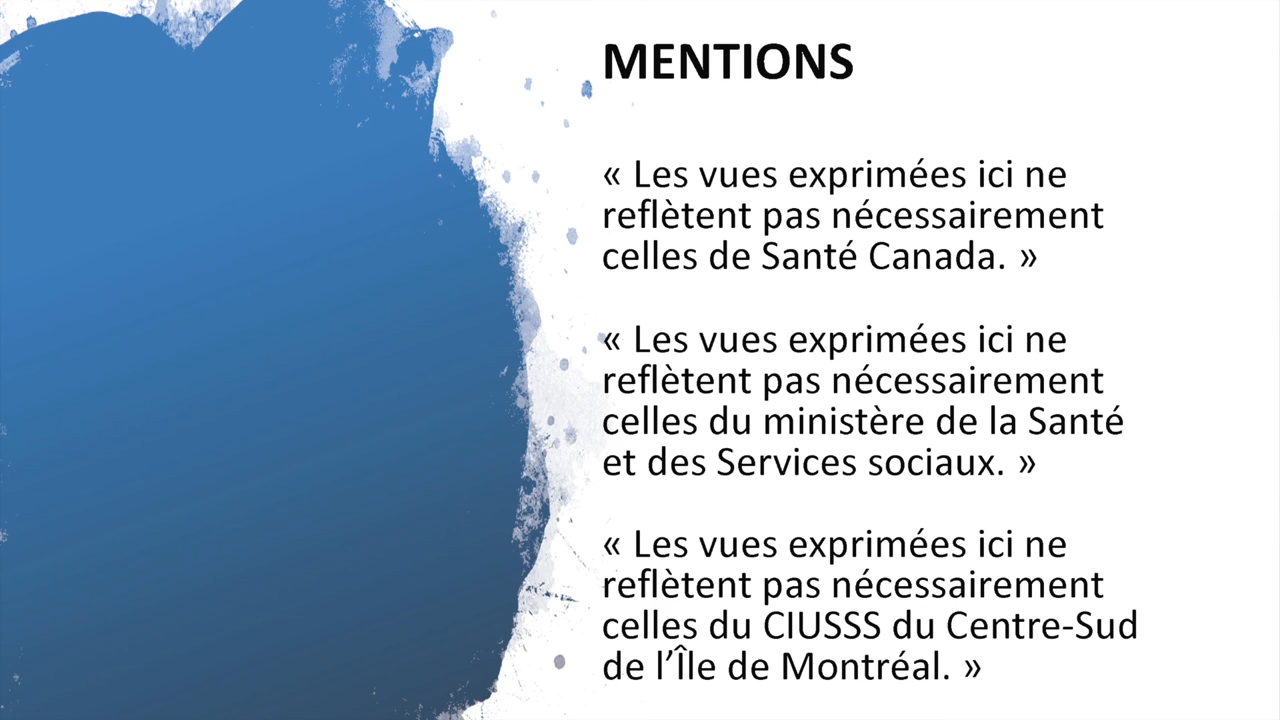 MENTIONS
« Les vues exprimées ici ne
reflètent pas nécessairement
celles de Santé Canada. »
« Les vues exprimées ici ne
reflètent pas nécessairement
celles du ministère de la Santé
et des Services sociaux. »
« Les vues exprimées ici ne
reflètent pas nécessairement
celles du CIUSSS du Centre-Sud
de l’Île de Montréal. »